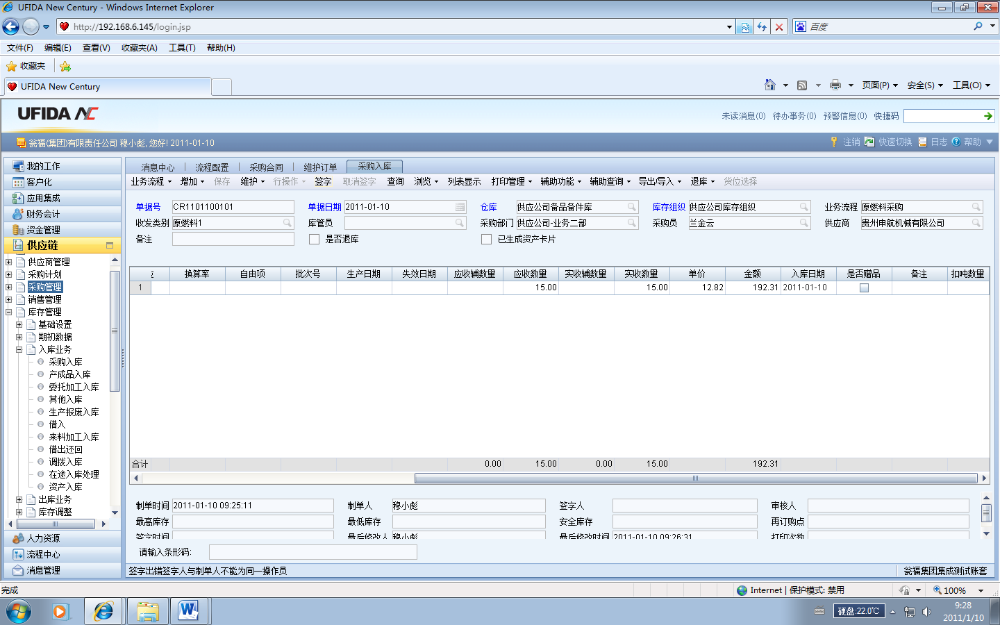 UFIDA New Century - Windows Internet Explorer
http://192.168.6.145/login.jsp
百度
文件(F) 编辑(E) 查看(V) 收藏夹(A) 工具(T) 帮助(H)
收藏夹
UFIDA New Century
页面(P) 安全(S) 工具(O)
UFIDA NC
未读消息(0) 待办事务(0) 预警信息(0) 快捷码
瓮福(集团)有限责任公司 穆小彪, 您好! 2011-01-10
注销 快速切换 日志 帮助
我的工作
客户化
应用集成
财务会计
资金管理
供应链
供应商管理
采购计划
采购管理
销售管理
库存管理
基础设置
期初数据
入库业务
采购入库
产成品入库
委托加工入库
其他入库
生产报废入库
借入
来料加工入库
借出还回
调拨入库
在途入库处理
资产入库
出库业务
库存调整
人力资源
流程中心
消息管理
消息中心 流程配置 采购合同 维护订单 采购入库
业务流程 增加 保存 维护 行操作 签字 取消签字 查询 浏览 列表显示 打印管理 辅助功能 辅助查询 导出/导入 退库 货位选择
单据号 CR1101100101 单据日期 2011-01-10 仓库 供应公司备品备件库 库存组织 供应公司库存组织 业务流程 原燃料采购
收发类别 原燃料1 库管员 采购部门 供应公司-业务二部 采购员 兰金云 供应商 贵州申航机械有限公司
备注 是否退库 已生成资产卡片
换算率 自由项 批次号 生产日期 失效日期 应收辅数量 应收数量 实收辅数量 实收数量 单价 金额 入库日期 是否赠品 备注 扣吨数量
1 15.00 15.00 12.82 192.31 2011-01-10
合计 0.00 15.00 0.00 15.00 192.31
制单时间 2011-01-10 09:25:11 制单人 穆小彪 签字人 审核人
最高库存 最低库存 安全库存 再订购点
签字时间 最后修改人 穆小彪 最后修改时间 2011-01-10 09:26:31 打印次数
请输入条形码:
签字出错签字人与制单人不能为同一操作员
瓮福集团集成测试账套
完成
Internet | 保护模式: 禁用
100%
硬盘:22.0℃
9:28
2011/1/10